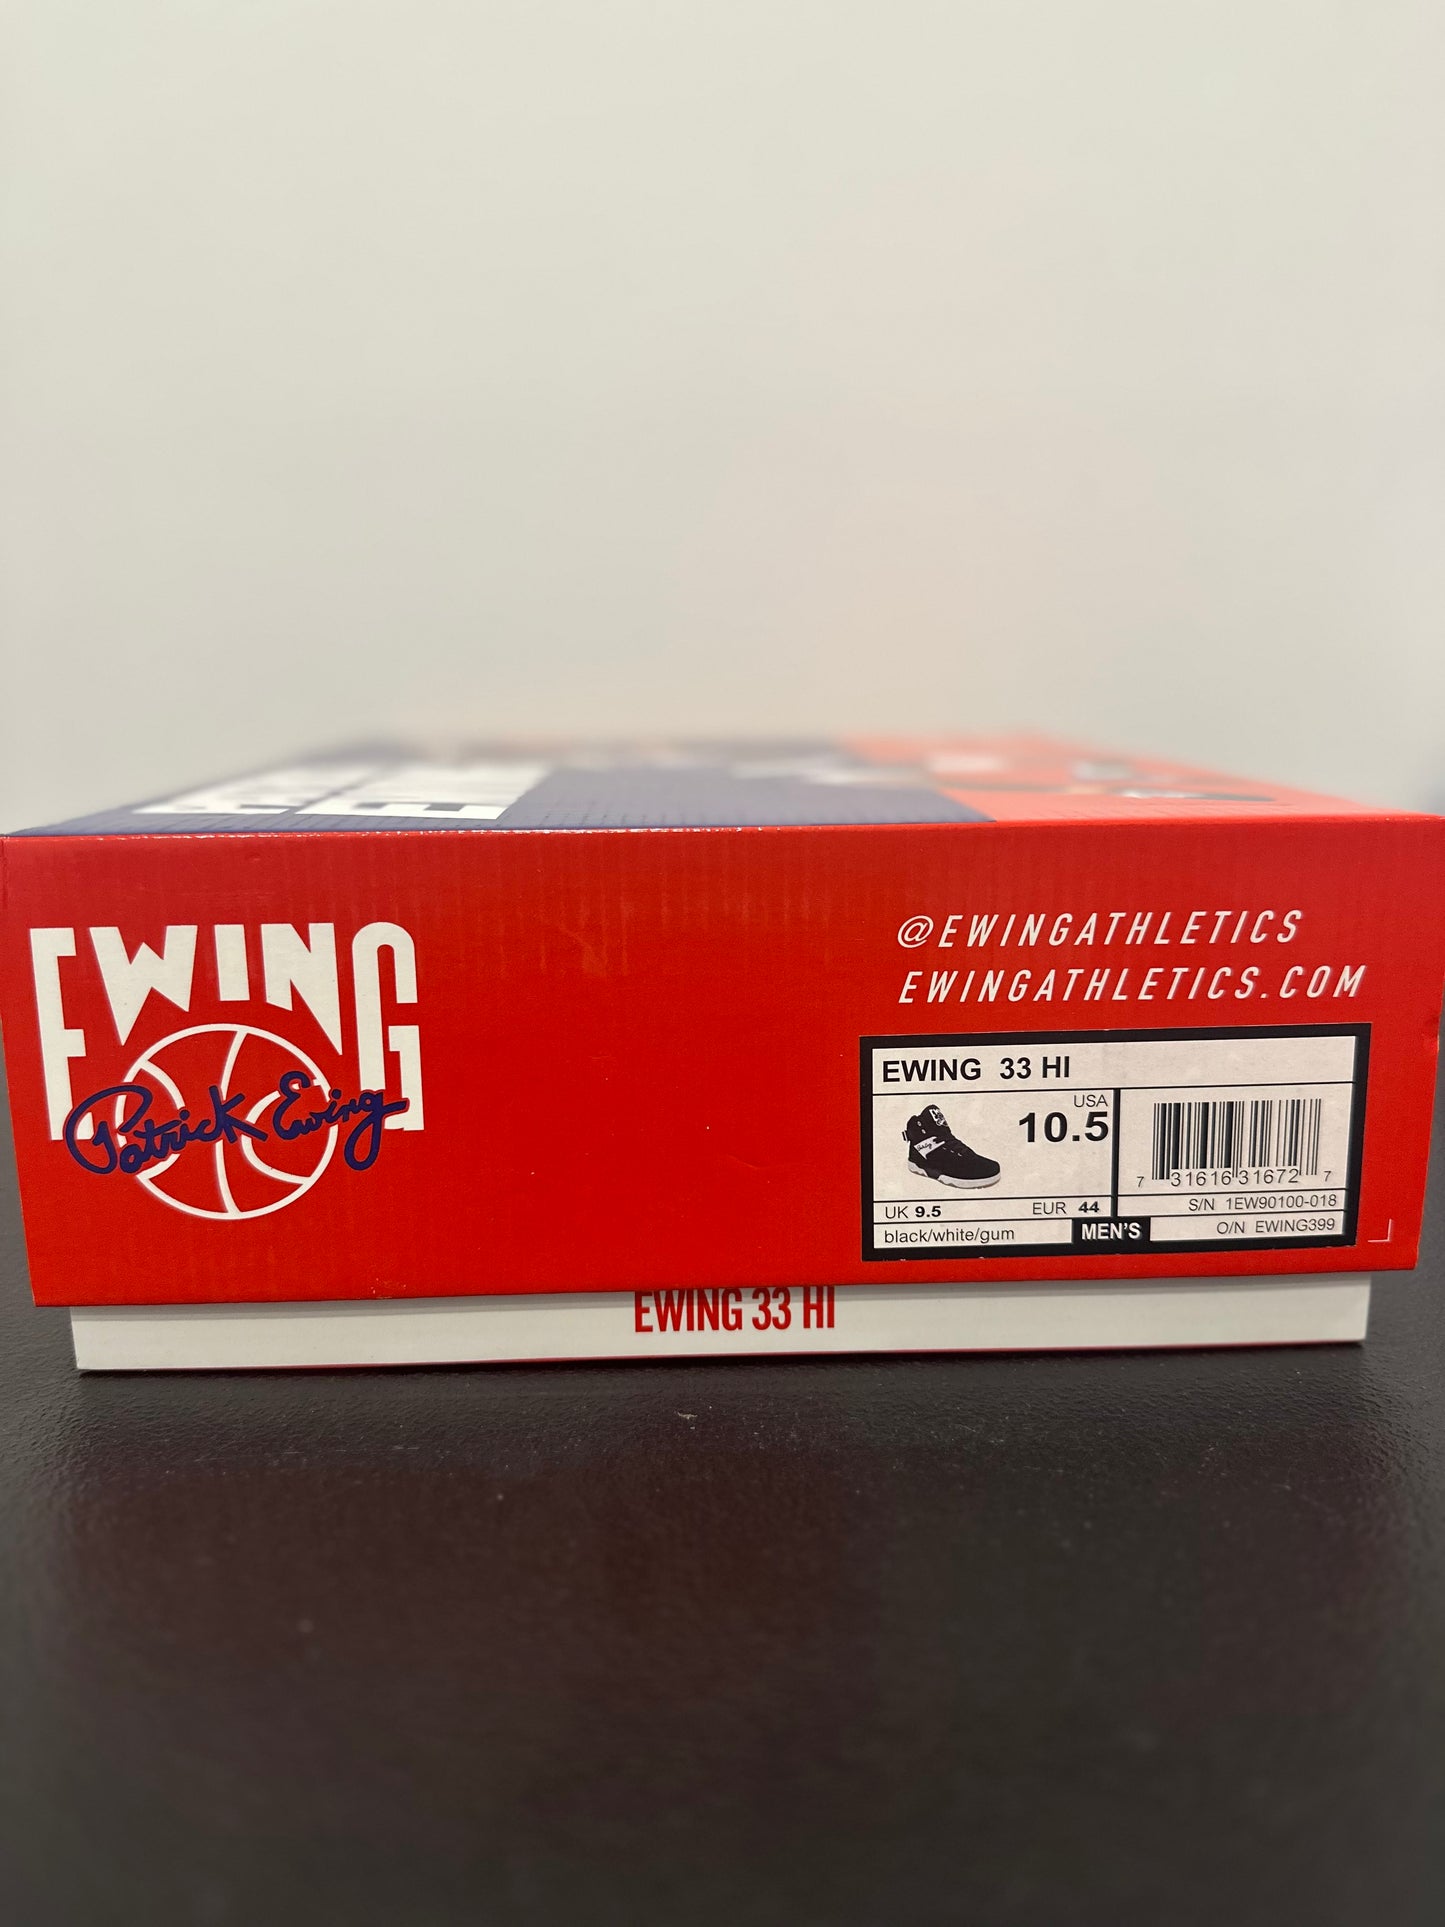 EWING
Patrick Ewing
@EWINGATHLETICS
EWINGATHLETICS.COM
EWING 33 HI
USA
10.5
UK 9.5 EUR 44
black/white/gum MEN'S
7 31616 31672 7
S/N 1EW90100-018
O/N EWING399
EWING 33 HI